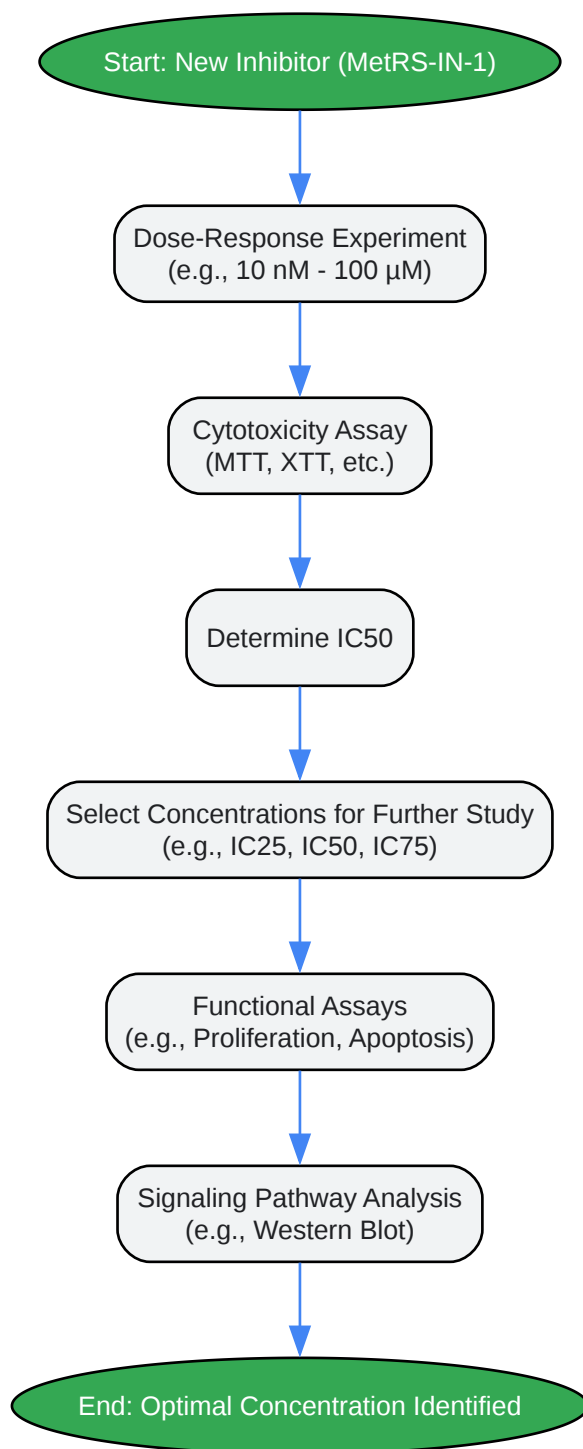 Start: New Inhibitor (MetRS-IN-1)
Dose-Response Experiment
(e.g., 10 nM - 100 µM)
Cytotoxicity Assay
(MTT, XTT, etc.)
Determine IC50
Select Concentrations for Further Study
(e.g., IC25, IC50, IC75)
Functional Assays
(e.g., Proliferation, Apoptosis)
Signaling Pathway Analysis
(e.g., Western Blot)
End: Optimal Concentration Identified